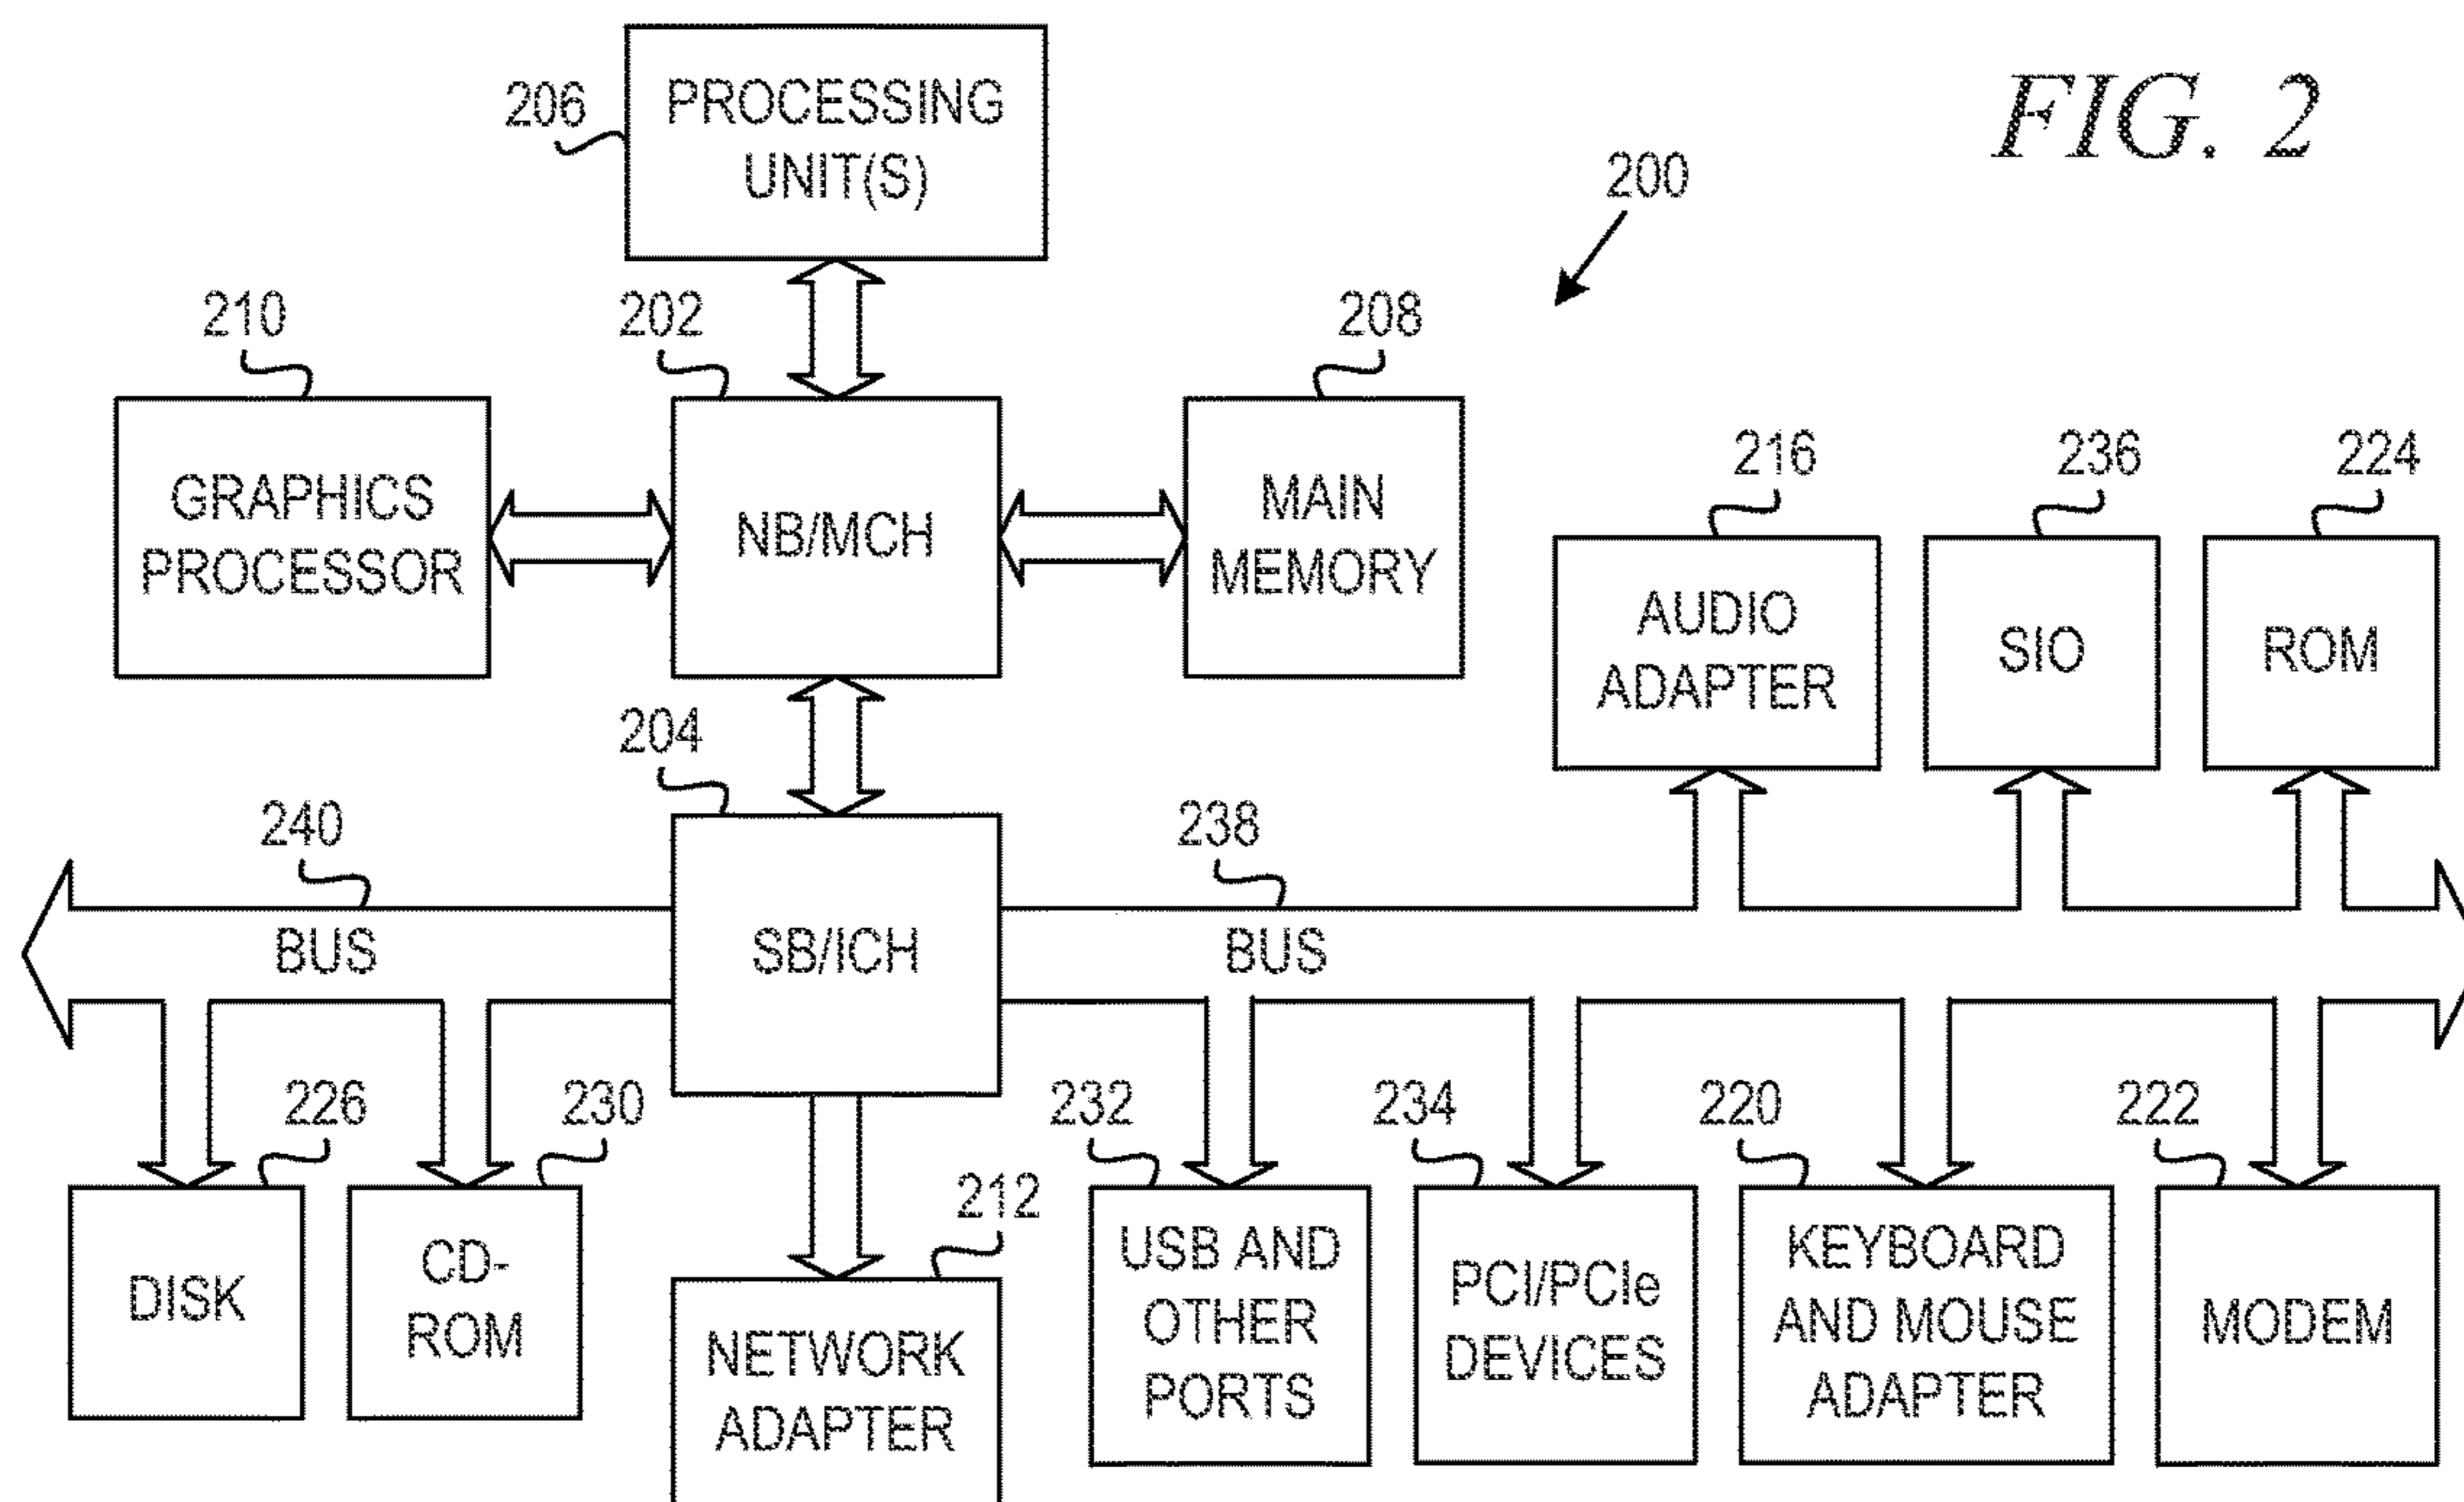 FIG. 2
200
206
PROCESSING
UNIT(S)
210
202
208
GRAPHICS
PROCESSOR
NB/MCH
MAIN
MEMORY
216
236
224
AUDIO
ADAPTER
SIO
ROM
204
240
238
BUS
SB/ICH
BUS
226
230
232
234
220
222
212
DISK
CD-
ROM
NETWORK
ADAPTER
USB AND
OTHER
PORTS
PCI/PCIe
DEVICES
KEYBOARD
AND MOUSE
ADAPTER
MODEM